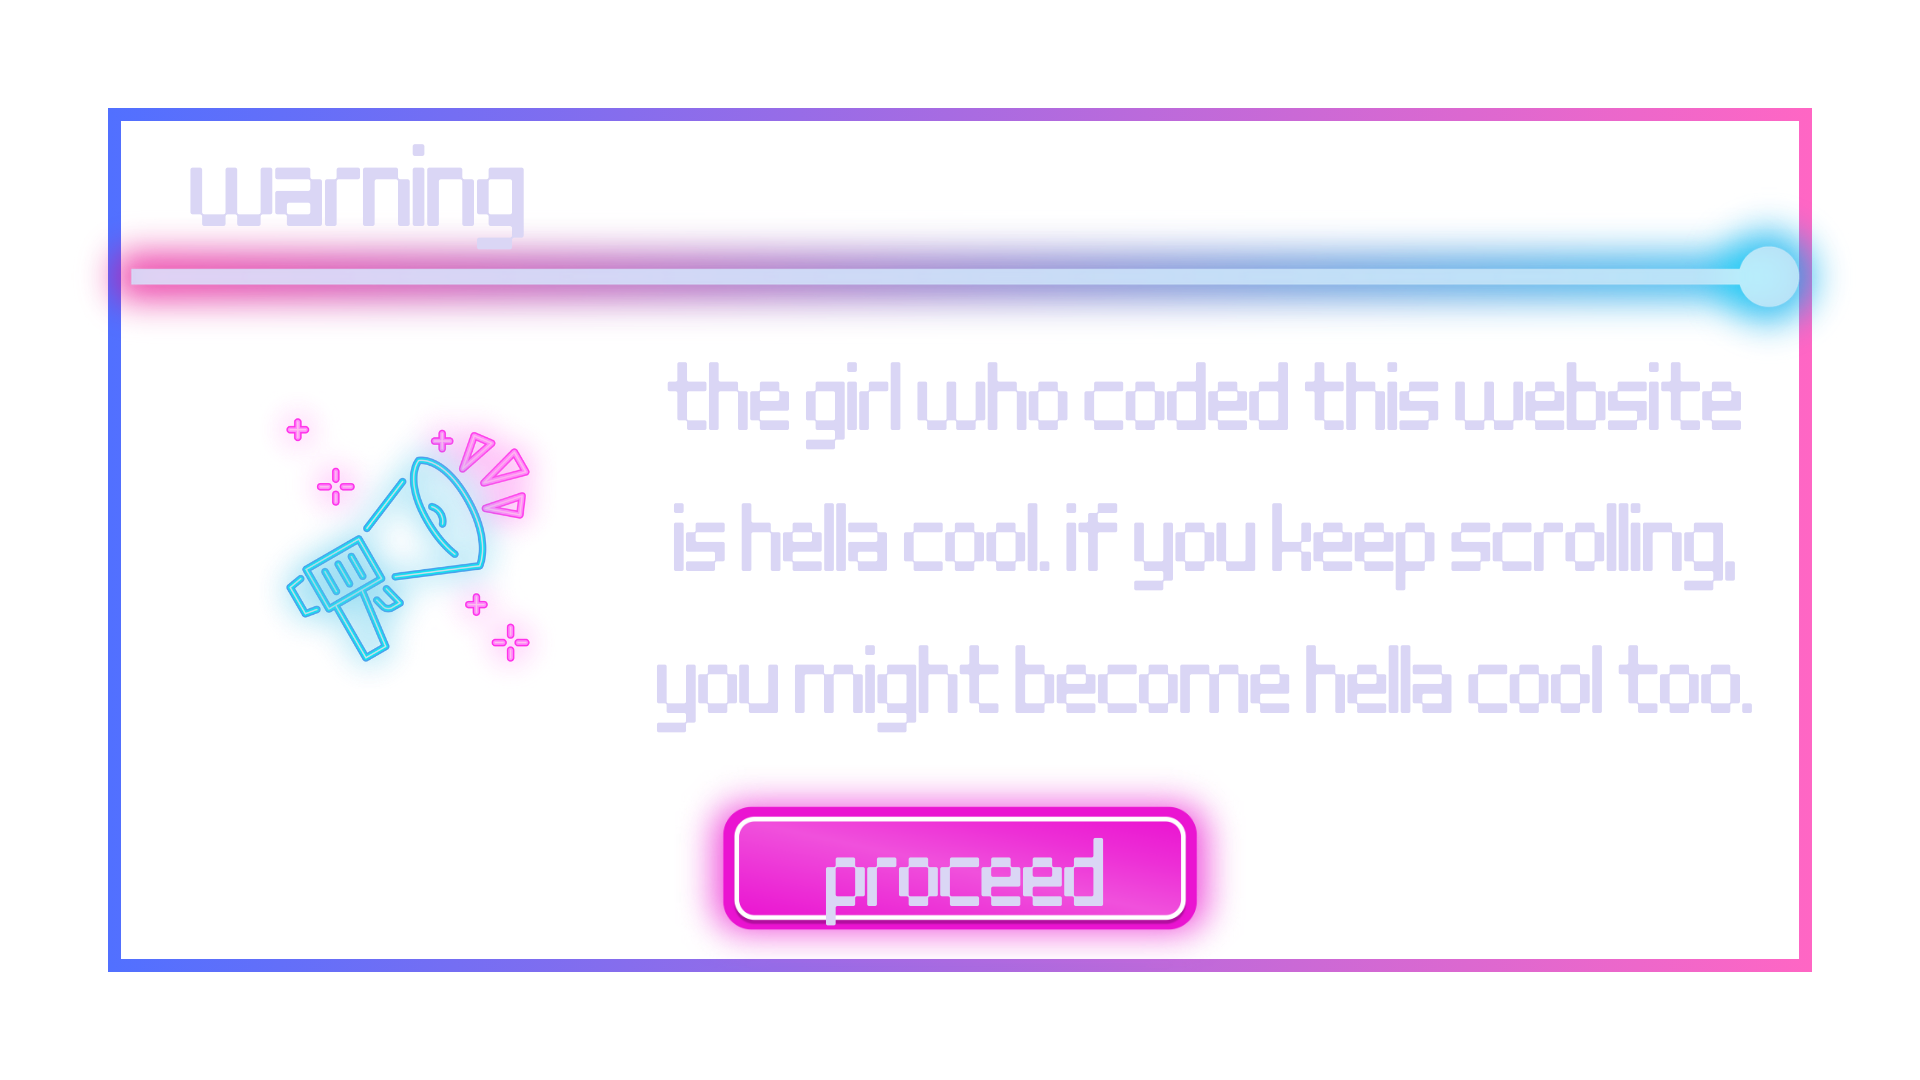 warning
the girl who coded this website
is hella cool. if you keep scrolling,
you might become hella cool too.
proceed